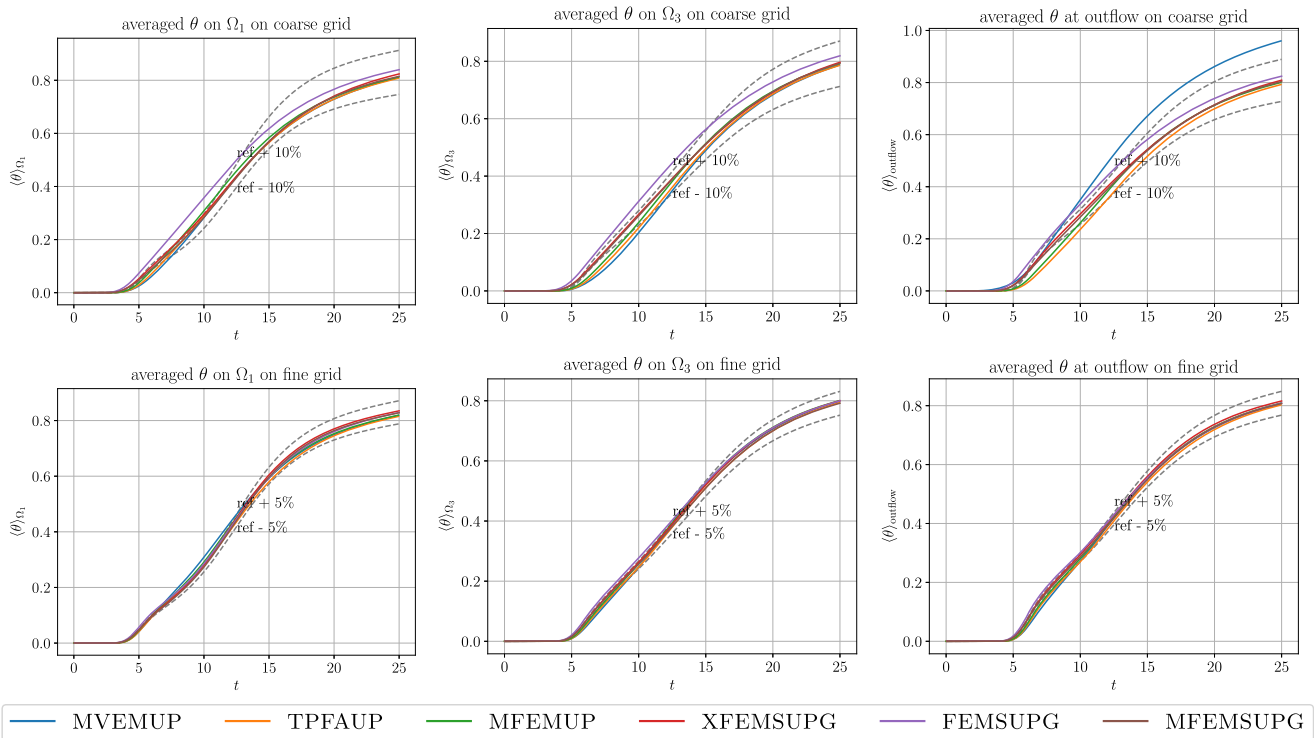 averaged θ on Ω1 on coarse grid
⟨θ⟩Ω1
0.8
0.6
0.4
0.2
0.0
ref + 10%
ref - 10%
0 5 10 15 20 25
t
averaged θ on Ω3 on coarse grid
⟨θ⟩Ω3
0.8
0.6
0.4
0.2
0.0
ref + 10%
ref - 10%
0 5 10 15 20 25
t
averaged θ at outflow on coarse grid
⟨θ⟩outflow
1.0
0.8
0.6
0.4
0.2
0.0
ref + 10%
ref - 10%
0 5 10 15 20 25
t
averaged θ on Ω1 on fine grid
⟨θ⟩Ω1
0.8
0.6
0.4
0.2
0.0
ref + 5%
ref - 5%
0 5 10 15 20 25
t
averaged θ on Ω3 on fine grid
⟨θ⟩Ω3
0.8
0.6
0.4
0.2
0.0
ref + 5%
ref - 5%
0 5 10 15 20 25
t
averaged θ at outflow on fine grid
⟨θ⟩outflow
0.8
0.6
0.4
0.2
0.0
ref + 5%
ref - 5%
0 5 10 15 20 25
t
MVEMUP TPFAUP MFEMUP XFEMSUPG FEMSUPG MFEMSUPG